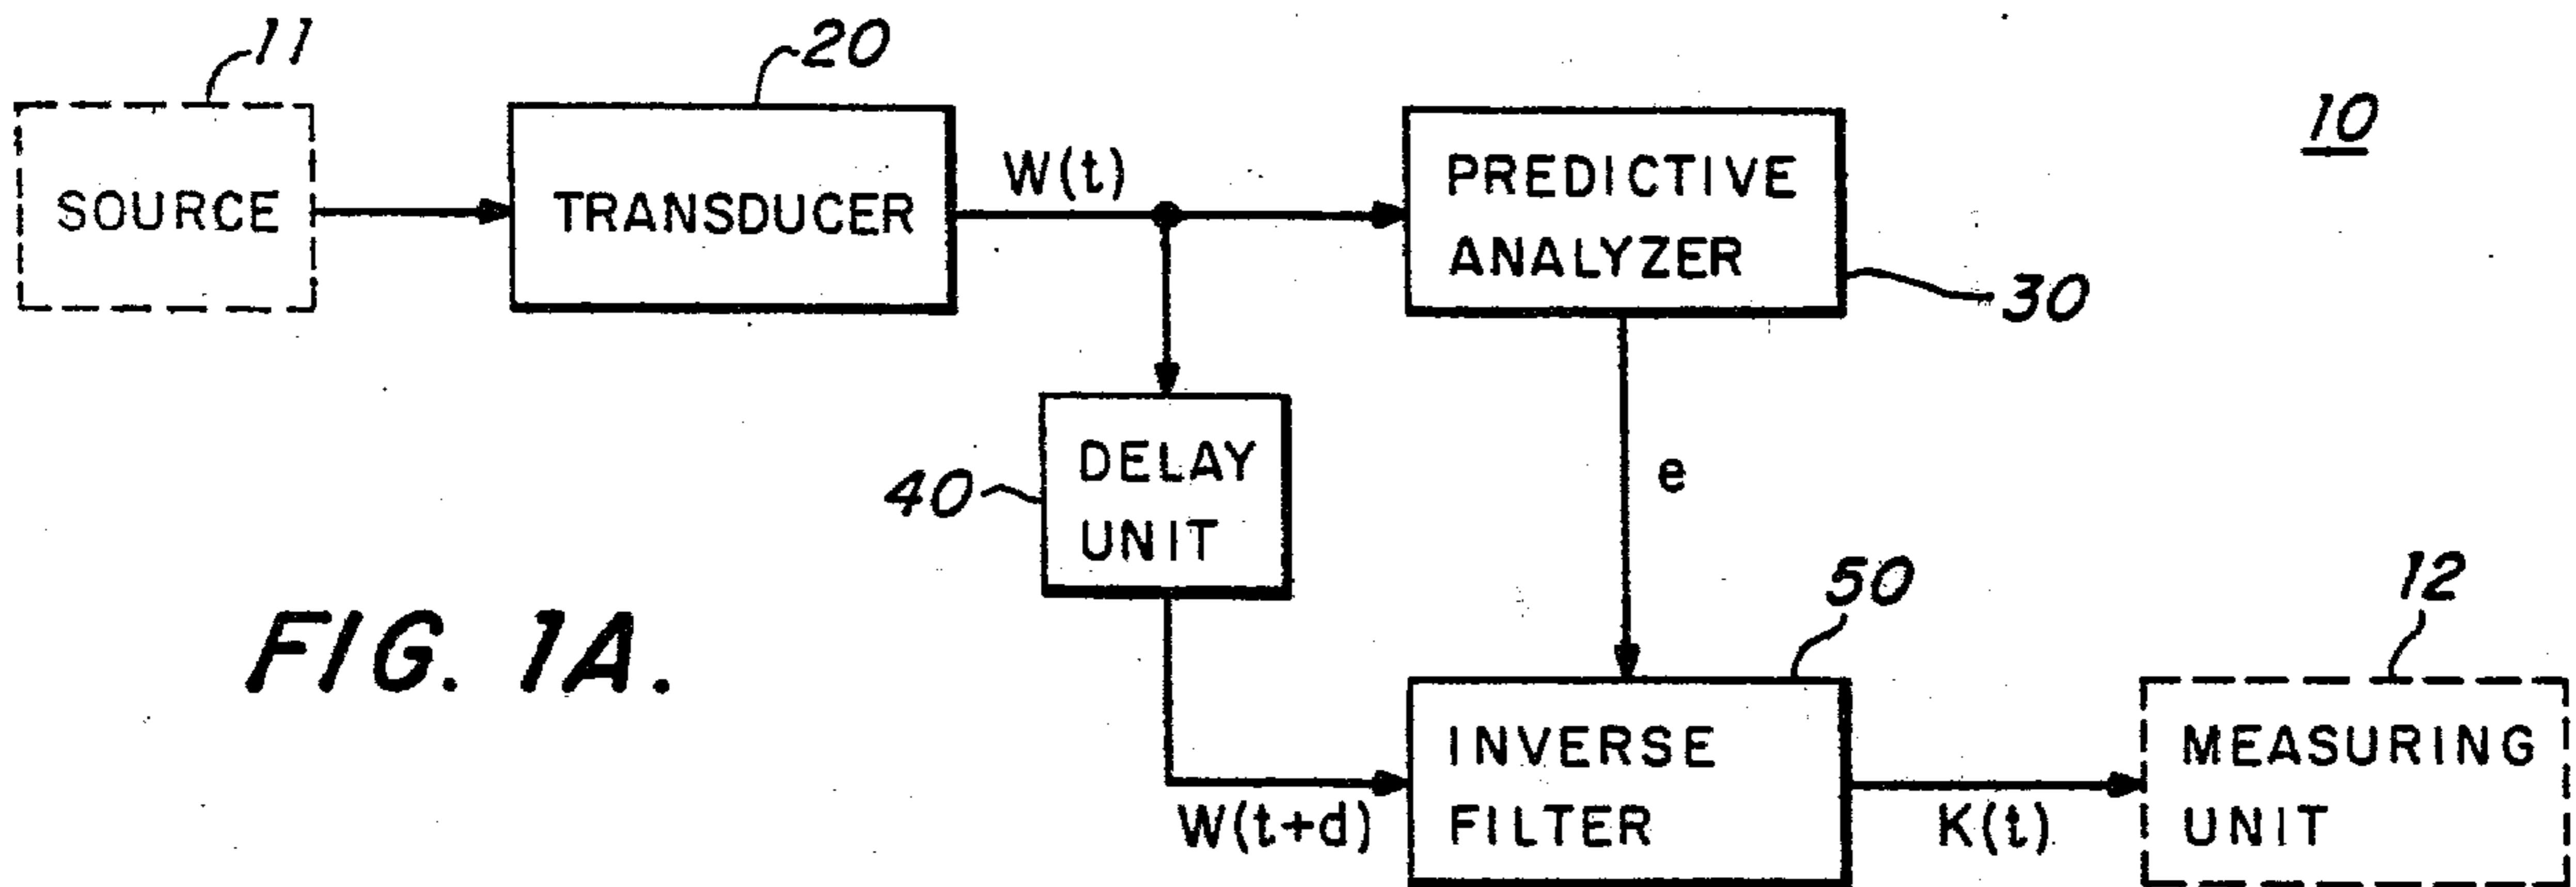 11
20
10
SOURCE
TRANSDUCER
W(t)
PREDICTIVE
ANALYZER
30
40
DELAY
UNIT
e
50
12
FIG. 1A.
W(t+d)
INVERSE
FILTER
K(t)
MEASURING
UNIT